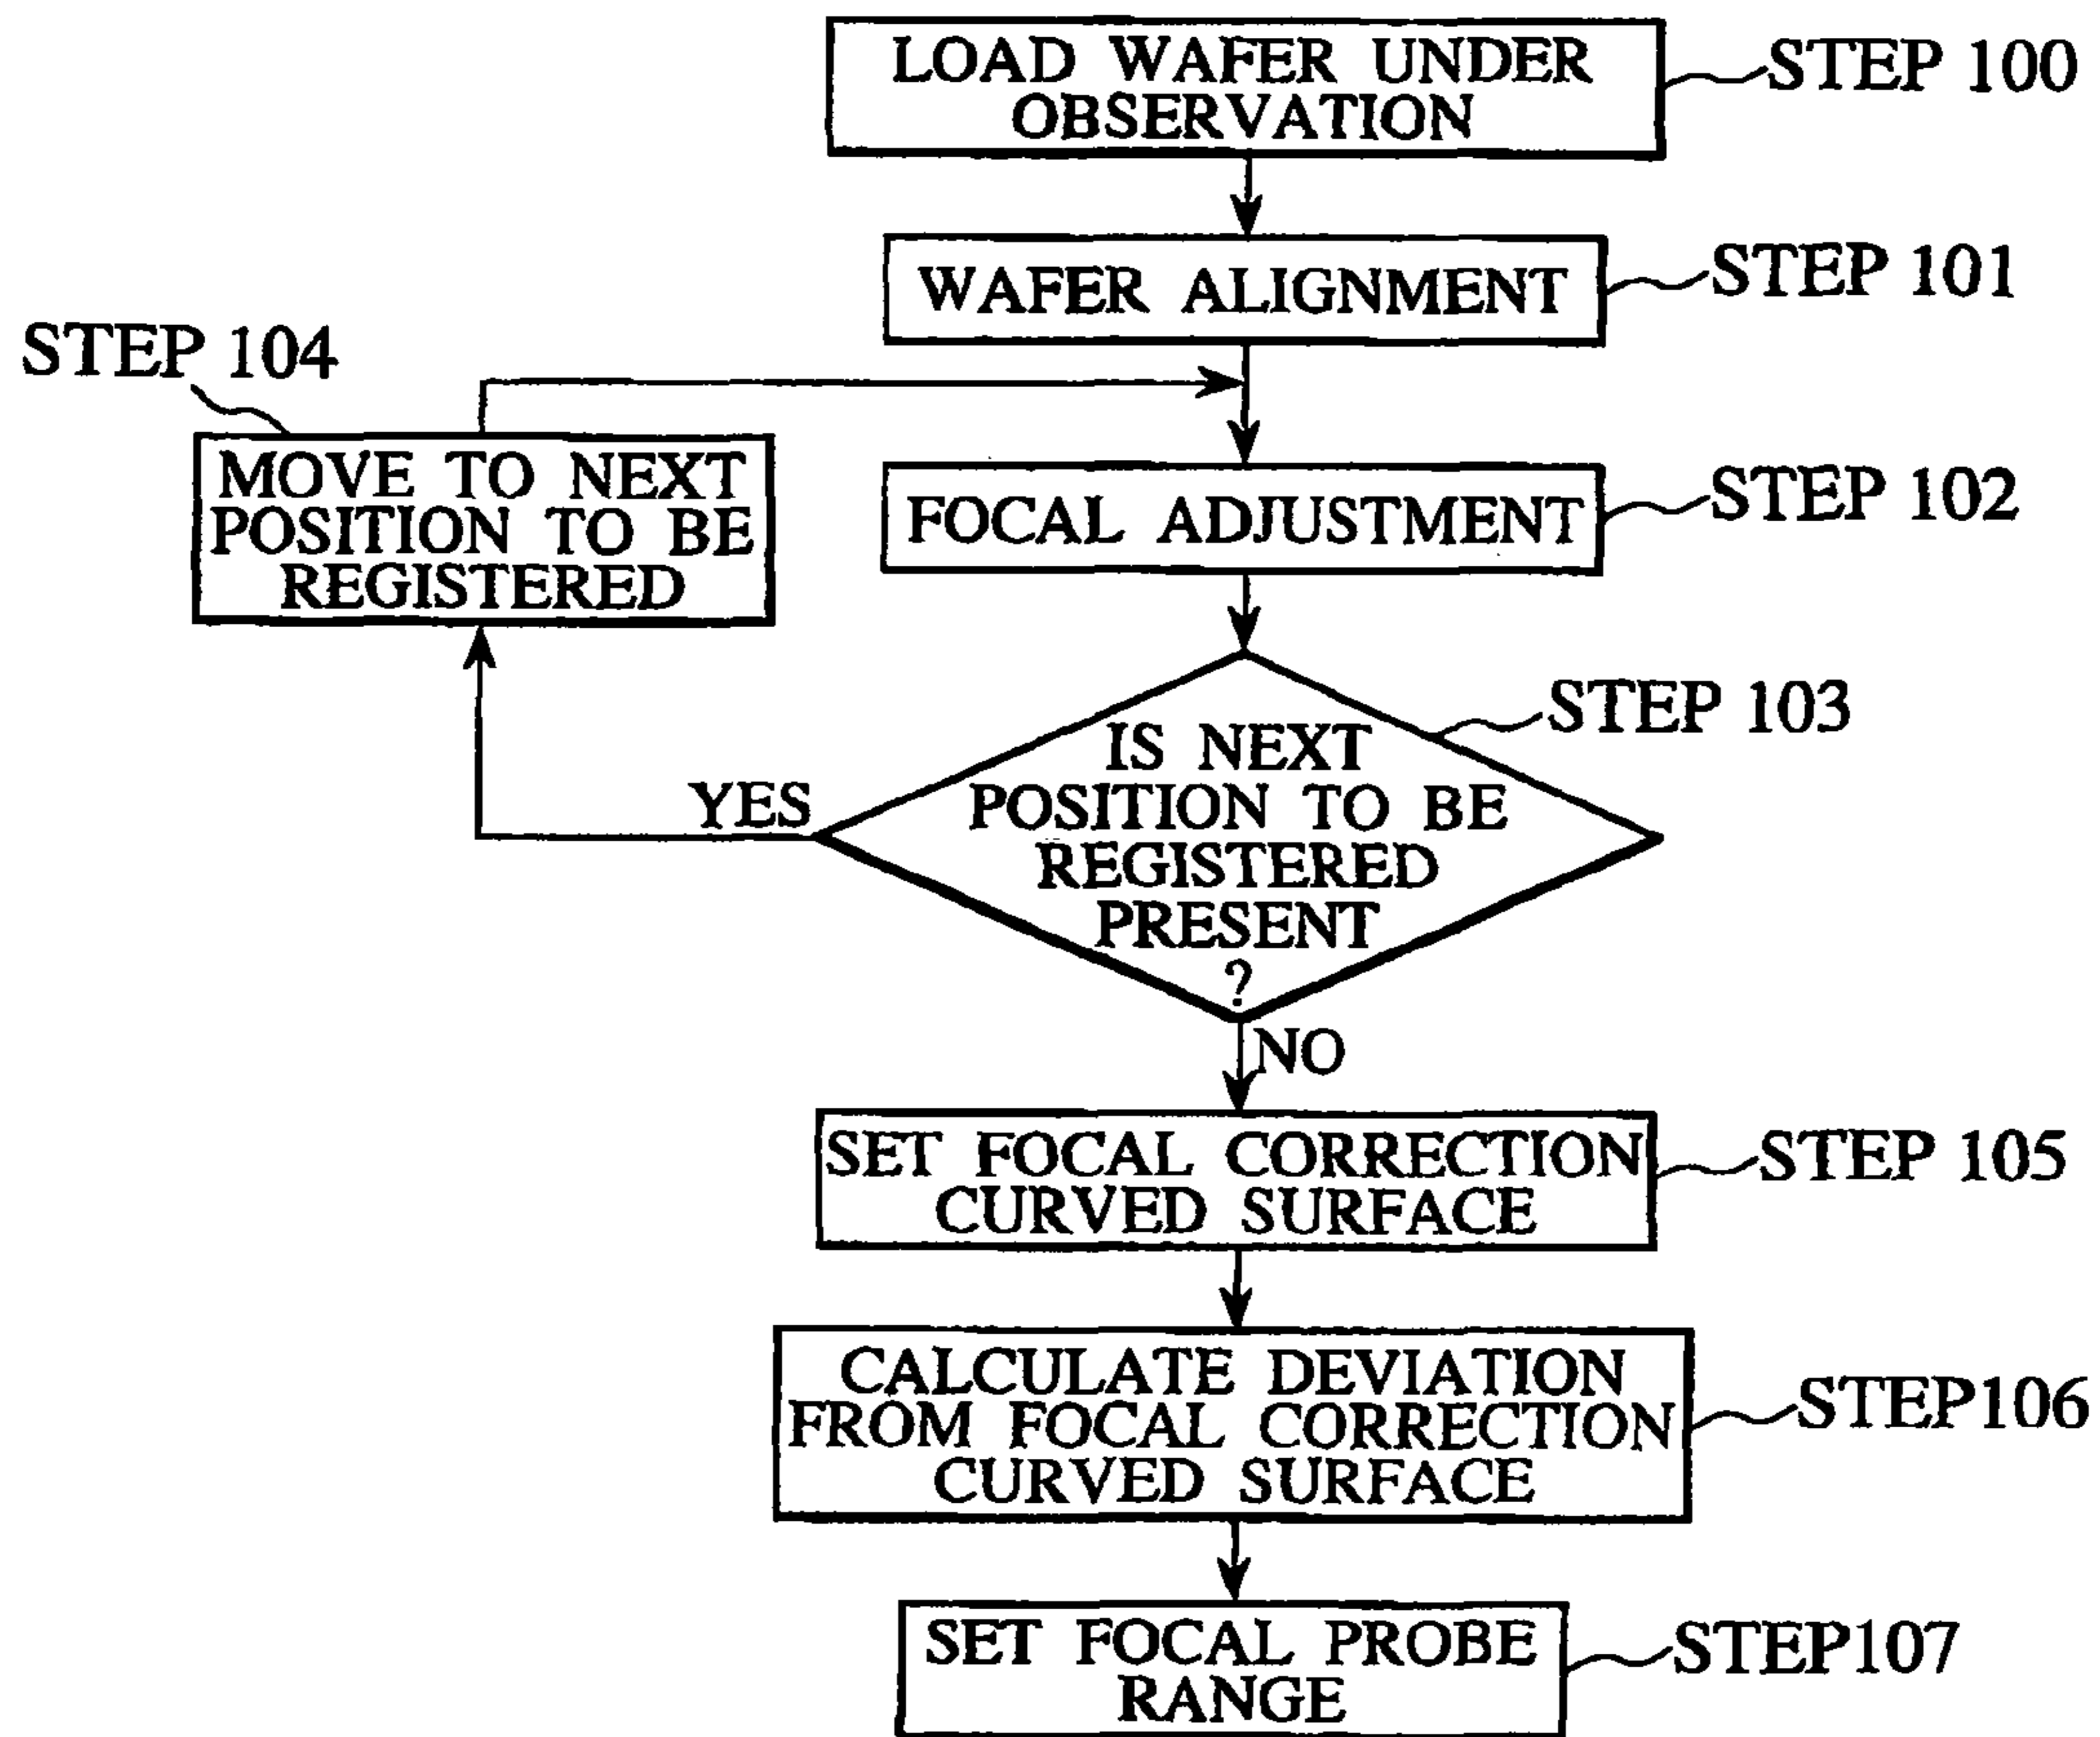 LOAD WAFER UNDER
OBSERVATION
STEP 100
WAFER ALIGNMENT
STEP 101
STEP 104
MOVE TO NEXT
POSITION TO BE
REGISTERED
FOCAL ADJUSTMENT
STEP 102
STEP 103
IS NEXT
POSITION TO BE
REGISTERED
PRESENT
?
YES
NO
SET FOCAL CORRECTION
CURVED SURFACE
STEP 105
CALCULATE DEVIATION
FROM FOCAL CORRECTION
CURVED SURFACE
STEP106
SET FOCAL PROBE
RANGE
STEP107